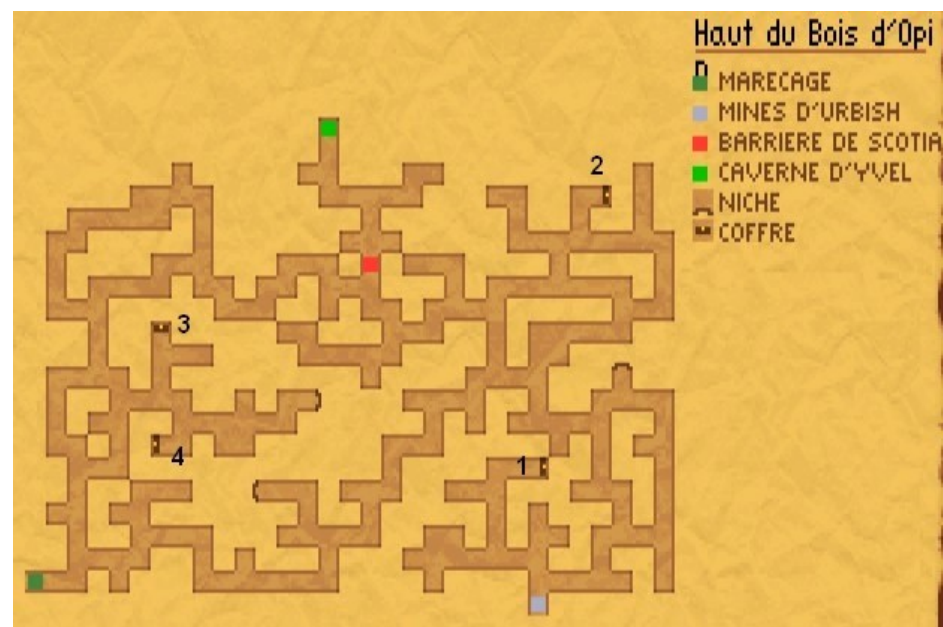 Haut du Bois d'Opi
n
MARECAGE
MINES D'URBISH
BARRIERE DE SCOTIA
CAVERNE D'YVEL
NICHE
COFFRE
2
3
4
1